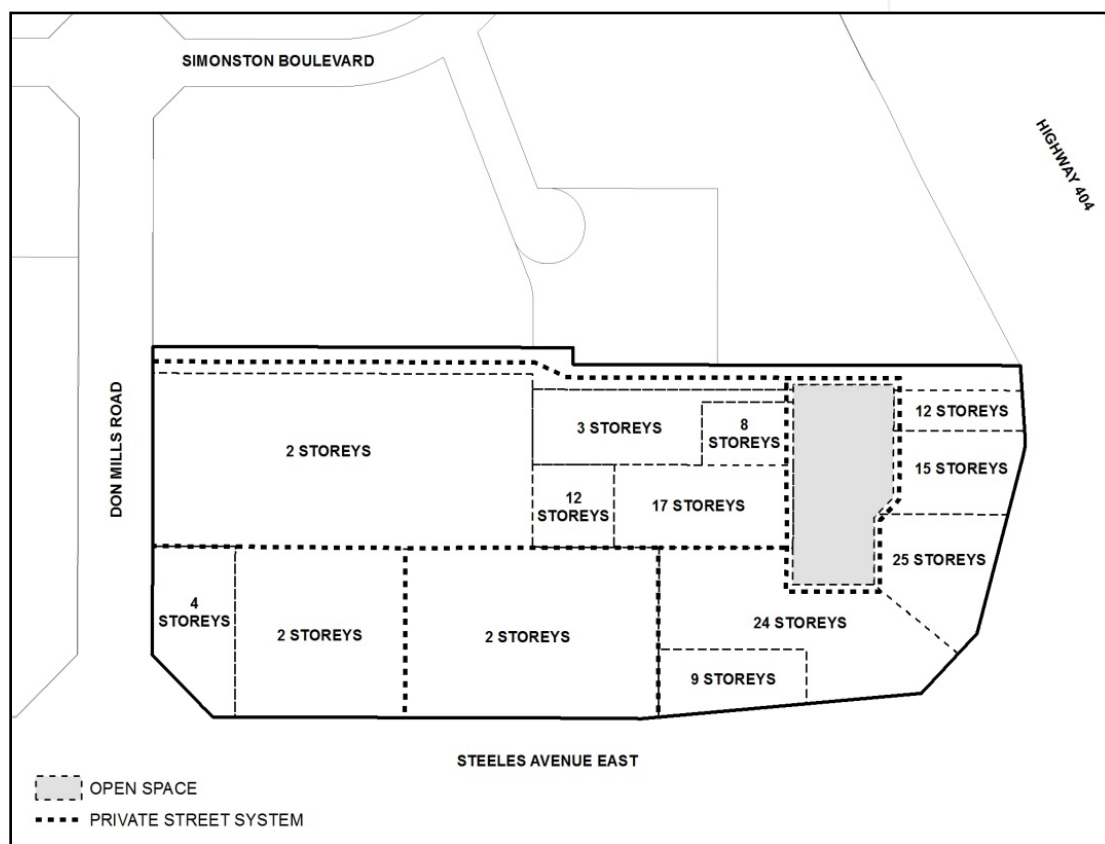 SIMONSTON BOULEVARD
HIGHWAY 404
DON MILLS ROAD
2 STOREYS
3 STOREYS
8
STOREYS
12 STOREYS
15 STOREYS
12
STOREYS
17 STOREYS
25 STOREYS
4
STOREYS
2 STOREYS
2 STOREYS
24 STOREYS
9 STOREYS
STEELES AVENUE EAST
OPEN SPACE
PRIVATE STREET SYSTEM